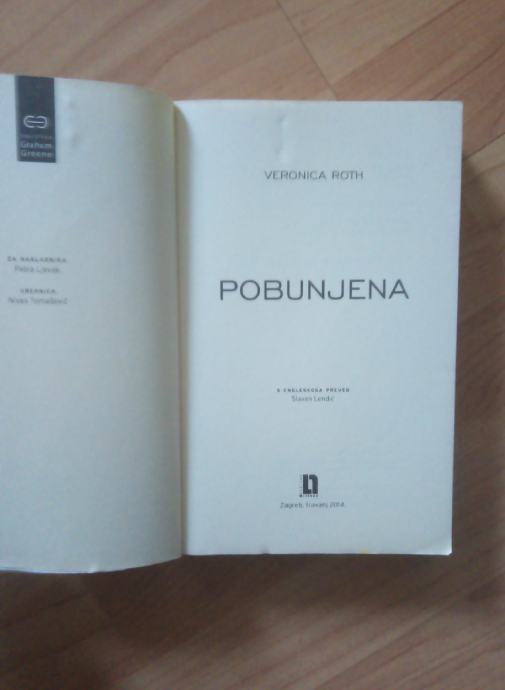 Graham
Greene
ZA NAKLADNIKA
Petra Ljevak
UREDNICA
Nives Tomašević
VERONICA ROTH
POBUNJENA
S ENGLESKOGA PREVEO
Slaven Lendić
Zagreb, travanj 2014.